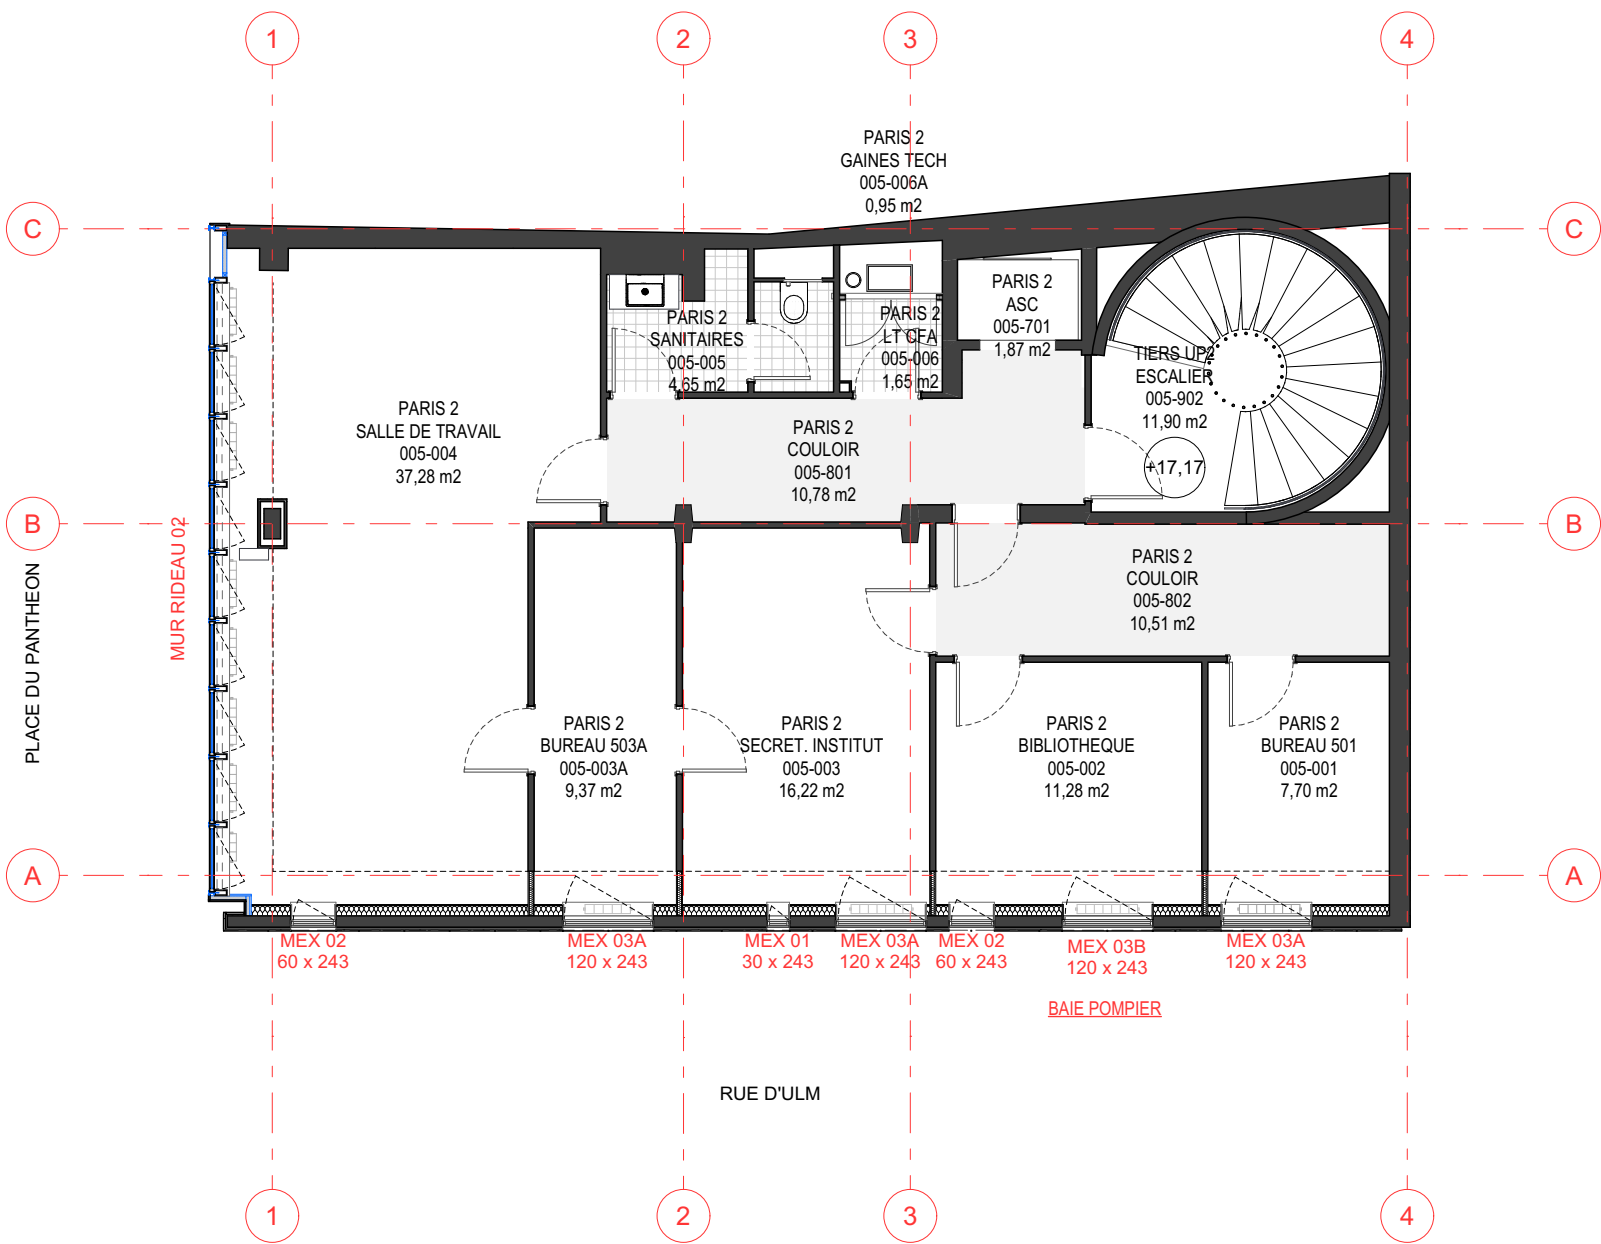 1
2
3
4
PARIS 2
GAINES TECH
005-006A
0,95 m2
C
C
PARIS 2
ASC
005-701
1,87 m2
PARIS 2
SANITAIRES
005-005
4,65 m2
PARIS 2
LT CFA
005-006
1,65 m2
TIERS UP2
ESCALIER
005-902
11,90 m2
+17,17
PARIS 2
SALLE DE TRAVAIL
005-004
37,28 m2
PARIS 2
COULOIR
005-801
10,78 m2
B
B
PLACE DU PANTHEON
MUR RIDEAU 02
PARIS 2
COULOIR
005-802
10,51 m2
PARIS 2
BUREAU 503A
005-003A
9,37 m2
PARIS 2
SECRET. INSTITUT
005-003
16,22 m2
PARIS 2
BIBLIOTHEQUE
005-002
11,28 m2
PARIS 2
BUREAU 501
005-001
7,70 m2
A
A
MEX 02
60 x 243
MEX 03A
120 x 243
MEX 01
30 x 243
MEX 03A
120 x 243
MEX 02
60 x 243
MEX 03B
120 x 243
MEX 03A
120 x 243
BAIE POMPIER
RUE D'ULM
1
2
3
4